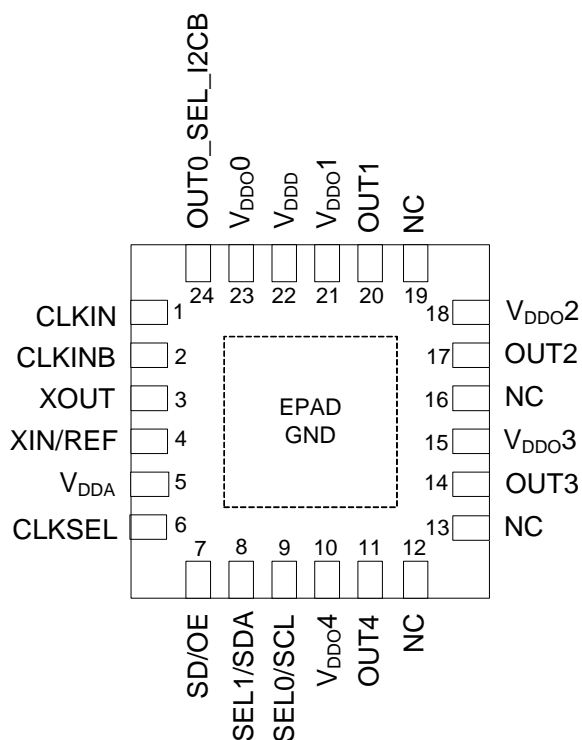 OUT0_SEL_I2CB
VDDO0
VDDD
VDDO1
OUT1
NC
24
23
22
21
20
19
CLKIN
1
CLKINB
2
XOUT
3
XIN/REF
4
VDDA
5
CLKSEL
6
EPAD
GND
18
VDDO2
17
OUT2
16
NC
15
VDDO3
14
OUT3
13
NC
7
8
9
10
11
12
SD/OE
SEL1/SDA
SEL0/SCL
VDDO4
OUT4
NC